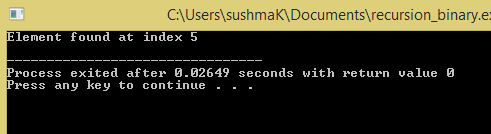 C:\Users\sushmaK\Documents\recursion_binary.ex
Element found at index 5
--------------------------------
Process exited after 0.02649 seconds with return value 0
Press any key to continue . . .